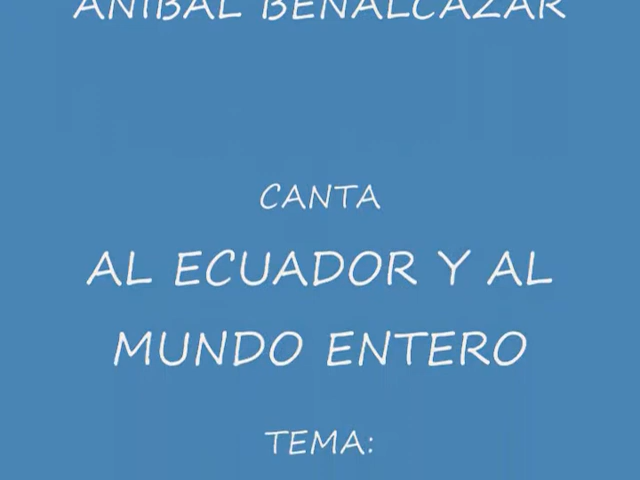 ANIBAL BENALCAZAR
CANTA
AL ECUADOR Y AL
MUNDO ENTERO
TEMA: